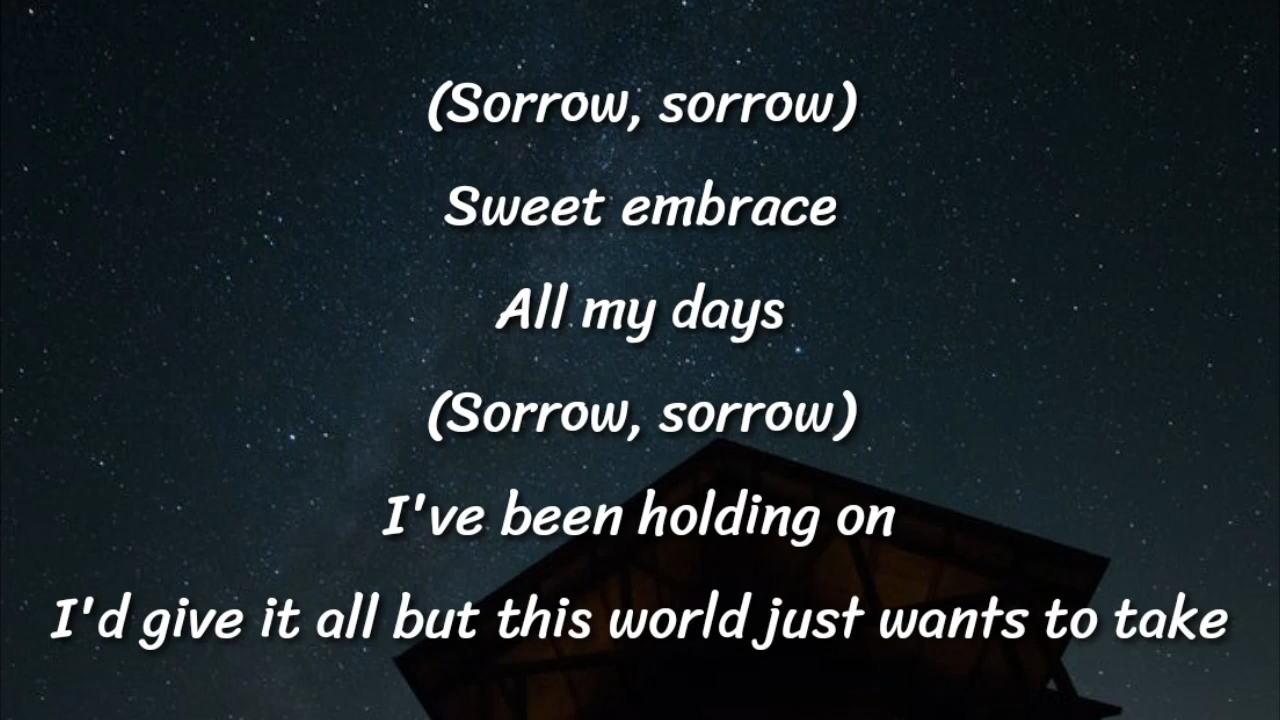 (Sorrow, sorrow)
Sweet embrace
All my days
(Sorrow, sorrow)
I've been holding on
I'd give it all but this world just wants to take